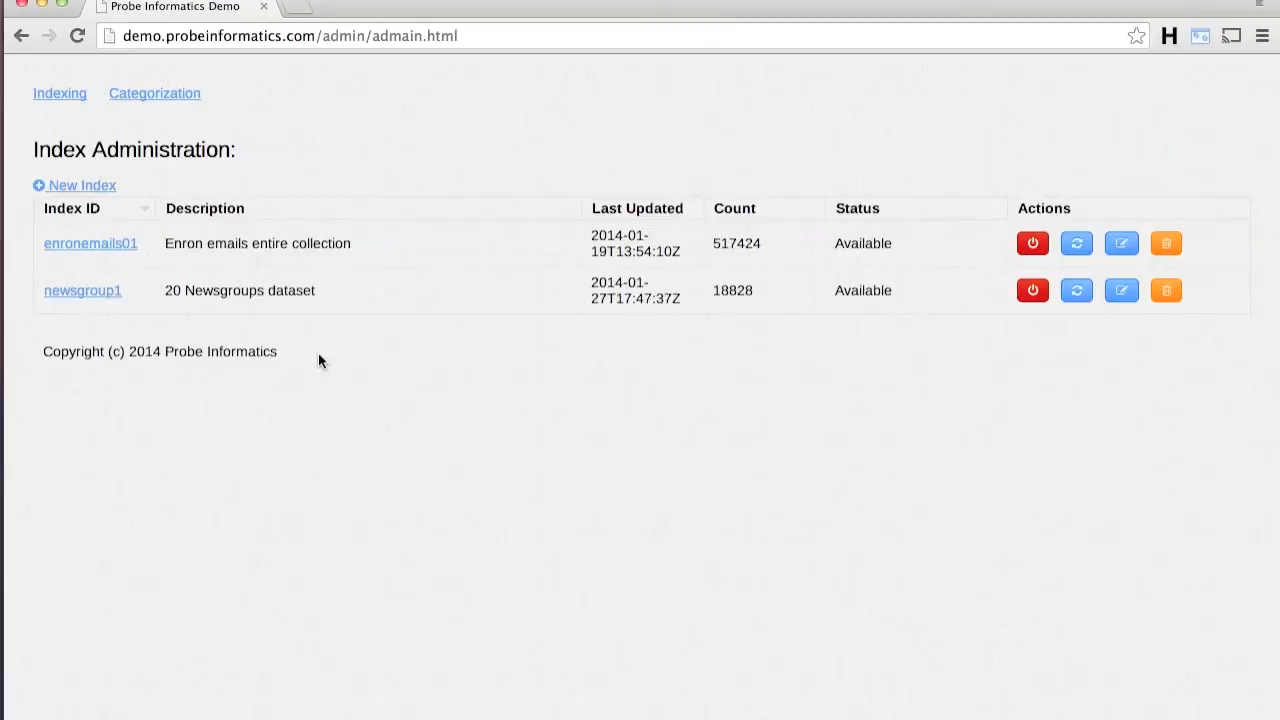 Probe Informatics Demo
demo.probeinformatics.com/admin/admain.html
H
Indexing Categorization
Index Administration:
New Index
Index ID Description Last Updated Count Status Actions
enronemails01 Enron emails entire collection 2014-01-19T13:54:10Z 517424 Available
newsgroup1 20 Newsgroups dataset 2014-01-27T17:47:37Z 18828 Available
Copyright (c) 2014 Probe Informatics